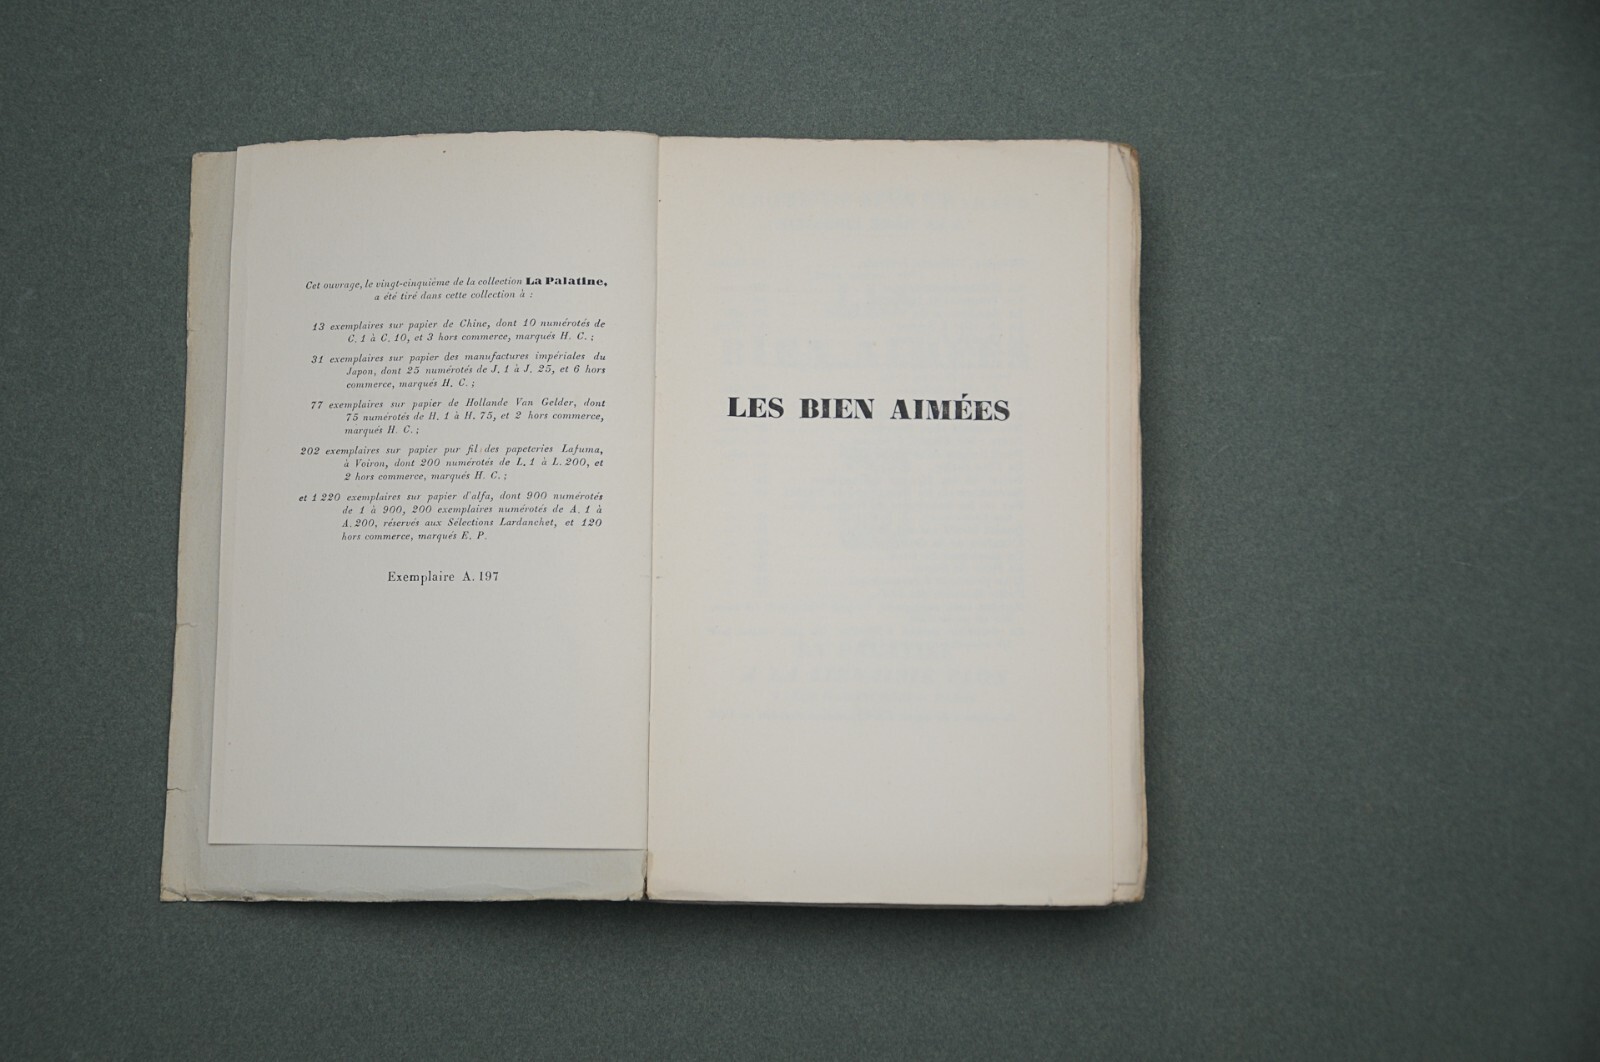 Cet ouvrage, le vingt-cinquième de la collection La Palatine,
a été tiré dans cette collection à :
13 exemplaires sur papier de Chine, dont 10 numérotés de
C. 1 à C. 10, et 3 hors commerce, marqués H. C. ;
31 exemplaires sur papier des manufactures impériales du
Japon, dont 25 numérotés de J. 1 à J. 25, et 6 hors
commerce, marqués H. C. ;
77 exemplaires sur papier de Hollande Van Gelder, dont
75 numérotés de H. 1 à H. 75, et 2 hors commerce,
marqués H. C. ;
202 exemplaires sur papier pur fil des papeteries Lafuma,
à Voiron, dont 200 numérotés de L. 1 à L. 200, et
2 hors commerce, marqués H. C. ;
et 1 220 exemplaires sur papier d'alfa, dont 900 numérotés
de 1 à 900, 200 exemplaires numérotés de A. 1 à
A. 200, réservés aux Sélections Lardanchet, et 120
hors commerce, marqués E. P.
Exemplaire A. 197
LES BIEN AIMÉES